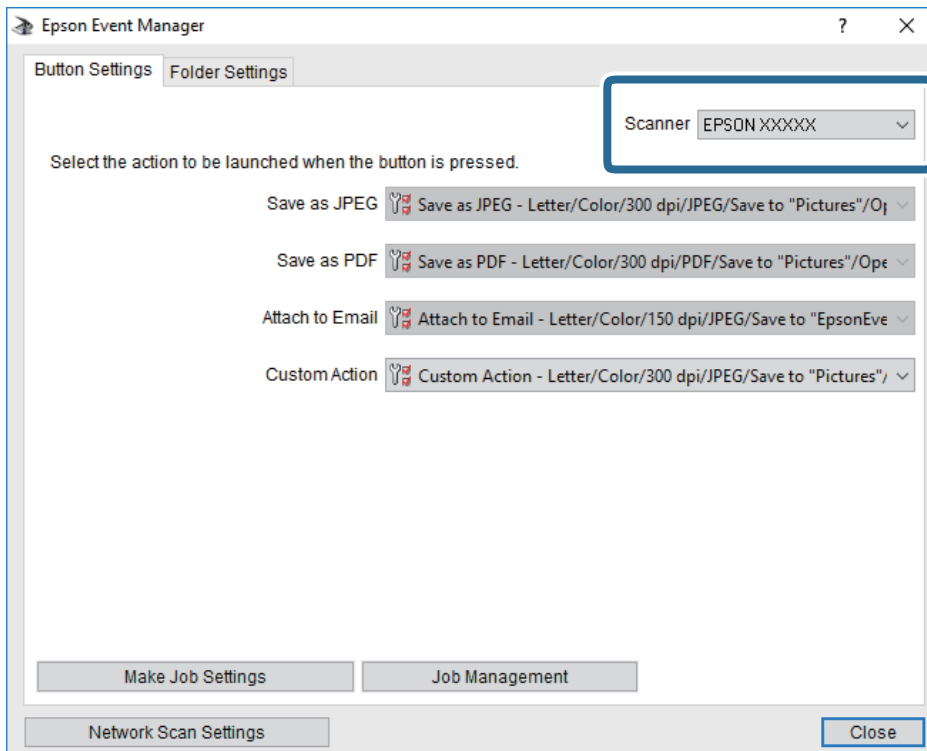 Epson Event Manager
Button Settings Folder Settings
Scanner EPSON XXXXX
Select the action to be launched when the button is pressed.
Save as JPEG Save as JPEG - Letter/Color/300 dpi/JPEG/Save to "Pictures"/Op
Save as PDF Save as PDF - Letter/Color/300 dpi/PDF/Save to "Pictures"/Ope
Attach to Email Attach to Email - Letter/Color/150 dpi/JPEG/Save to "EpsonEve
Custom Action Custom Action - Letter/Color/300 dpi/JPEG/Save to "Pictures"/
Make Job Settings Job Management
Network Scan Settings Close